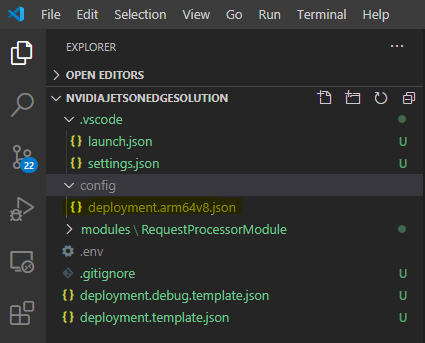 File Edit Selection View Go Run Terminal Help
EXPLORER
OPEN EDITORS
NVIDIAJETSONEDGESOLUTION
.vscode
launch.json U
settings.json U
22
config
deployment.arm64v8.json
modules \ RequestProcessorModule
.env
.gitignore U
deployment.debug.template.json U
deployment.template.json U